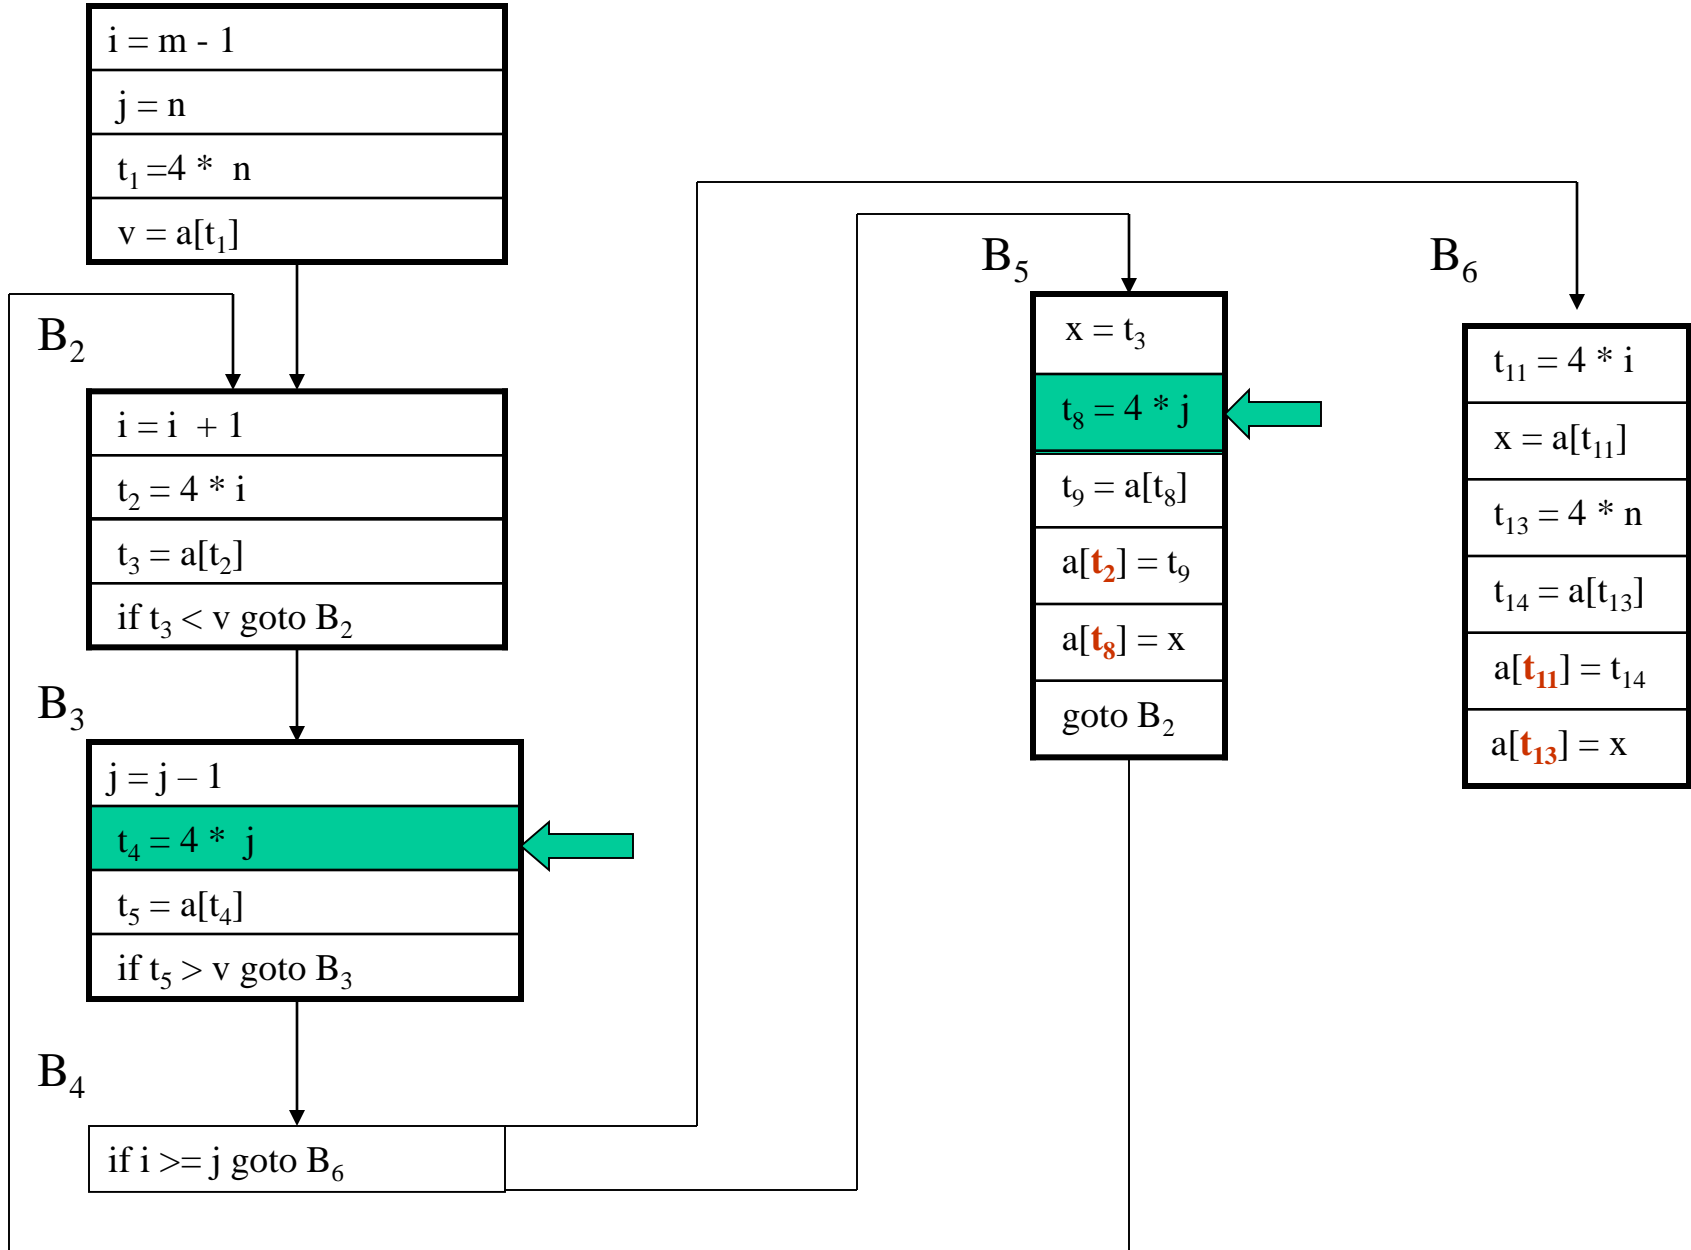 i = m - 1
j = n
t₁ =4 * n
v = a[t₁]
B₂
i = i + 1
t₂ = 4 * i
t₃ = a[t₂]
if t₃ < v goto B₂
B₃
j = j – 1
t₄ = 4 * j
t₅ = a[t₄]
if t₅ > v goto B₃
B₄
if i >= j goto B₆
B₅
x = t₃
t₈ = 4 * j
t₉ = a[t₈]
a[t₂] = t₉
a[t₈] = x
goto B₂
B₆
t₁₁ = 4 * i
x = a[t₁₁]
t₁₃ = 4 * n
t₁₄ = a[t₁₃]
a[t₁₁] = t₁₄
a[t₁₃] = x